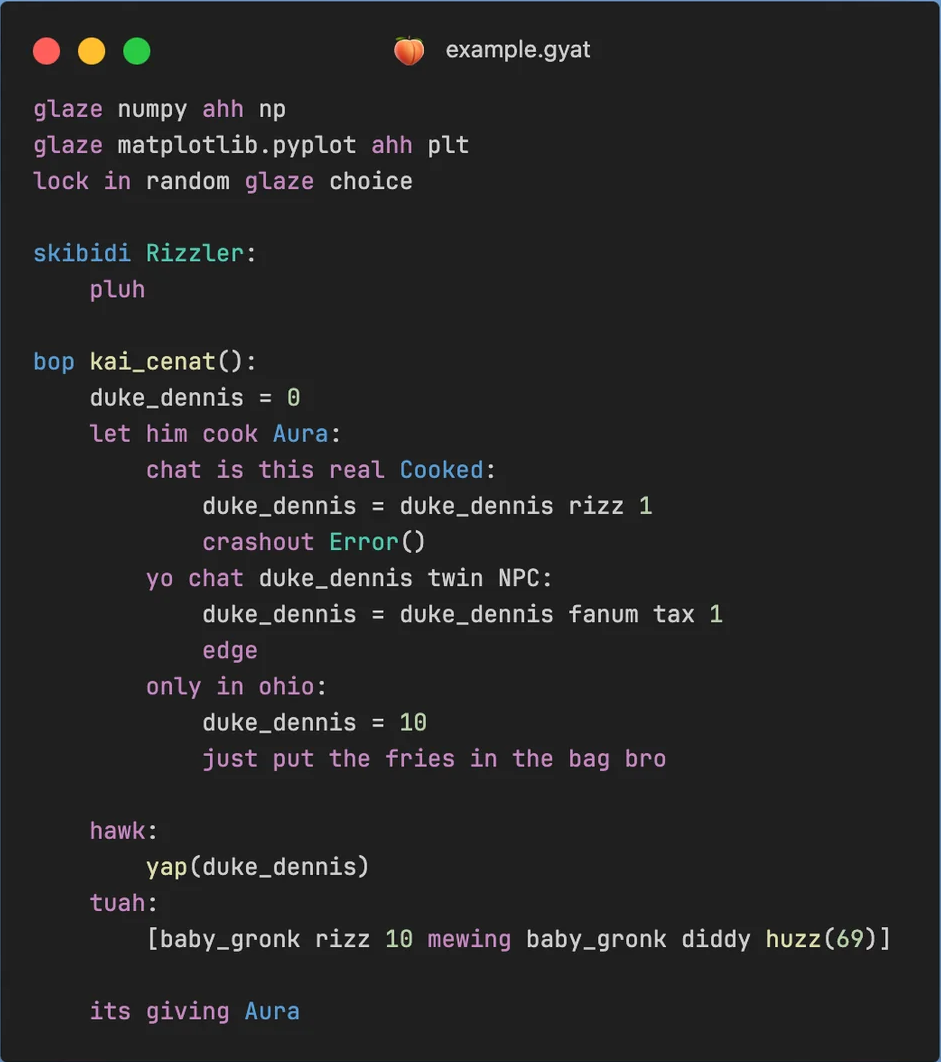 🍑 example.gyat
glaze numpy ahh np
glaze matplotlib.pyplot ahh plt
lock in random glaze choice
skibidi Rizzler:
    pluh
bop kai_cenat():
    duke_dennis = 0
    let him cook Aura:
        chat is this real Cooked:
            duke_dennis = duke_dennis rizz 1
            crashout Error()
        yo chat duke_dennis twin NPC:
            duke_dennis = duke_dennis fanum tax 1
            edge
        only in ohio:
            duke_dennis = 10
            just put the fries in the bag bro
    hawk:
        yap(duke_dennis)
    tuah:
        [baby_gronk rizz 10 mewing baby_gronk diddy huzz(69)]
    its giving Aura